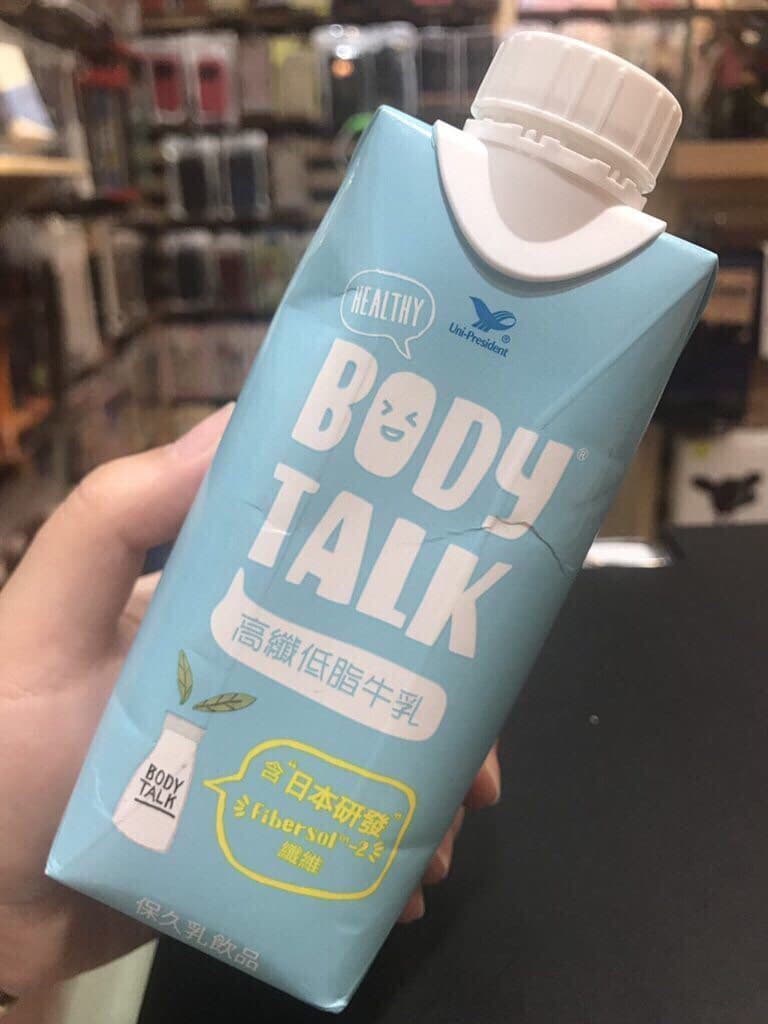 HEALTHY
Uni-President®
BODY®
TALK
高纖低脂牛乳
BODY
TALK
含"日本研發"
Fibersol™-2
纖維
保久乳飲品